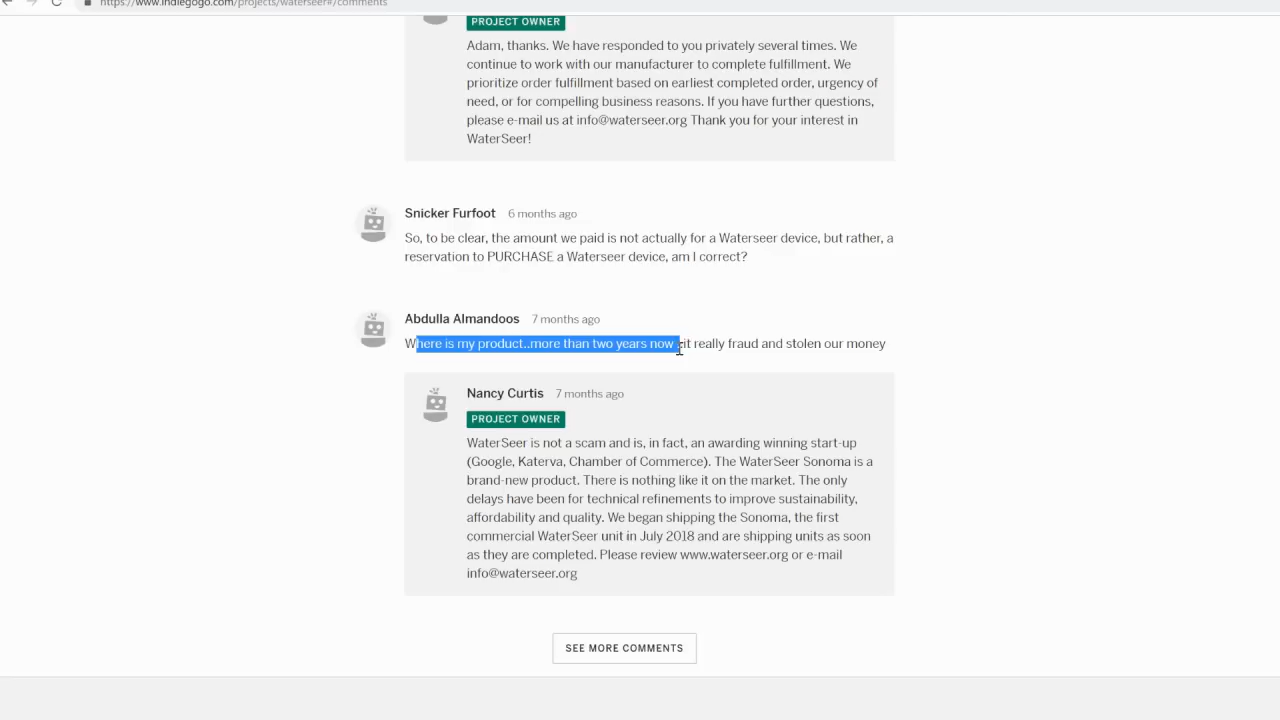 https://www.indiegogo.com/projects/waterseer#/comments
PROJECT OWNER
Adam, thanks. We have responded to you privately several times. We
continue to work with our manufacturer to complete fulfillment. We
prioritize order fulfillment based on earliest completed order, urgency of
need, or for compelling business reasons. If you have further questions,
please e-mail us at info@waterseer.org Thank you for your interest in
WaterSeer!
Snicker Furfoot 6 months ago
So, to be clear, the amount we paid is not actually for a Waterseer device, but rather, a
reservation to PURCHASE a Waterseer device, am I correct?
Abdulla Almandoos 7 months ago
Where is my product..more than two years now .it really fraud and stolen our money
Nancy Curtis 7 months ago
PROJECT OWNER
WaterSeer is not a scam and is, in fact, an awarding winning start-up
(Google, Katerva, Chamber of Commerce). The WaterSeer Sonoma is a
brand-new product. There is nothing like it on the market. The only
delays have been for technical refinements to improve sustainability,
affordability and quality. We began shipping the Sonoma, the first
commercial WaterSeer unit in July 2018 and are shipping units as soon
as they are completed. Please review www.waterseer.org or e-mail
info@waterseer.org
SEE MORE COMMENTS